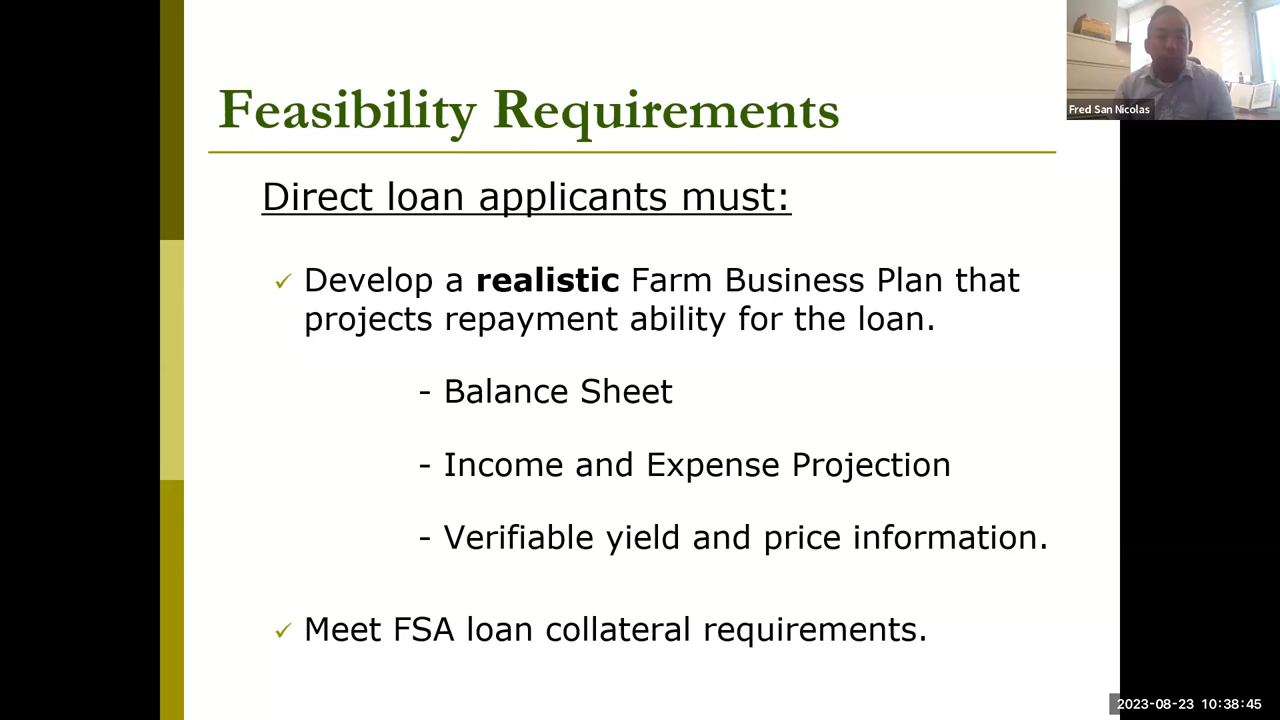 Feasibility Requirements
Fred San Nicolas
Direct loan applicants must:
✓ Develop a realistic Farm Business Plan that
projects repayment ability for the loan.
- Balance Sheet
- Income and Expense Projection
- Verifiable yield and price information.
✓ Meet FSA loan collateral requirements.
2023-08-23 10:38:45